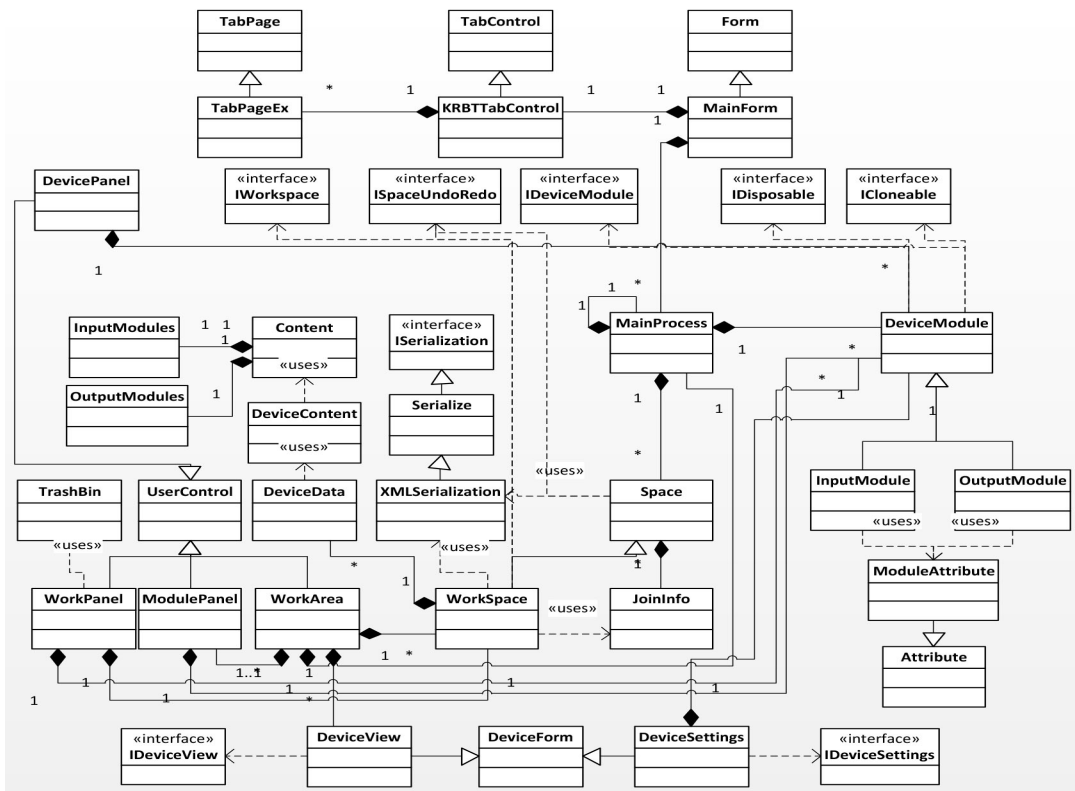 TabPage
TabControl
Form
* 1 1 1
TabPageEx
KRBTTabControl
MainForm
1
DevicePanel
«interface»
IWorkspace
«interface»
ISpaceUndoRedo
«interface»
IDeviceModule
«interface»
IDisposable
«interface»
ICloneable
1
*
1
*
1
InputModules
1 1
1
Content
«uses»
«interface»
ISerialization
MainProcess
1
DeviceModule
*
*
OutputModules
1
DeviceContent
«uses»
Serialize
1
1
1
1
*
«uses»
TrashBin
«uses»
UserControl
DeviceData
XMLSerialization
«uses»
Space
InputModule
«uses»
OutputModule
«uses»
*
1
*
ModuleAttribute
WorkPanel
ModulePanel
WorkArea
WorkSpace
«uses»
JoinInfo
1
*
Attribute
1..*
1
1
1
1
1
1
1
1
*
«interface»
IDeviceView
DeviceView
DeviceForm
DeviceSettings
«interface»
IDeviceSettings